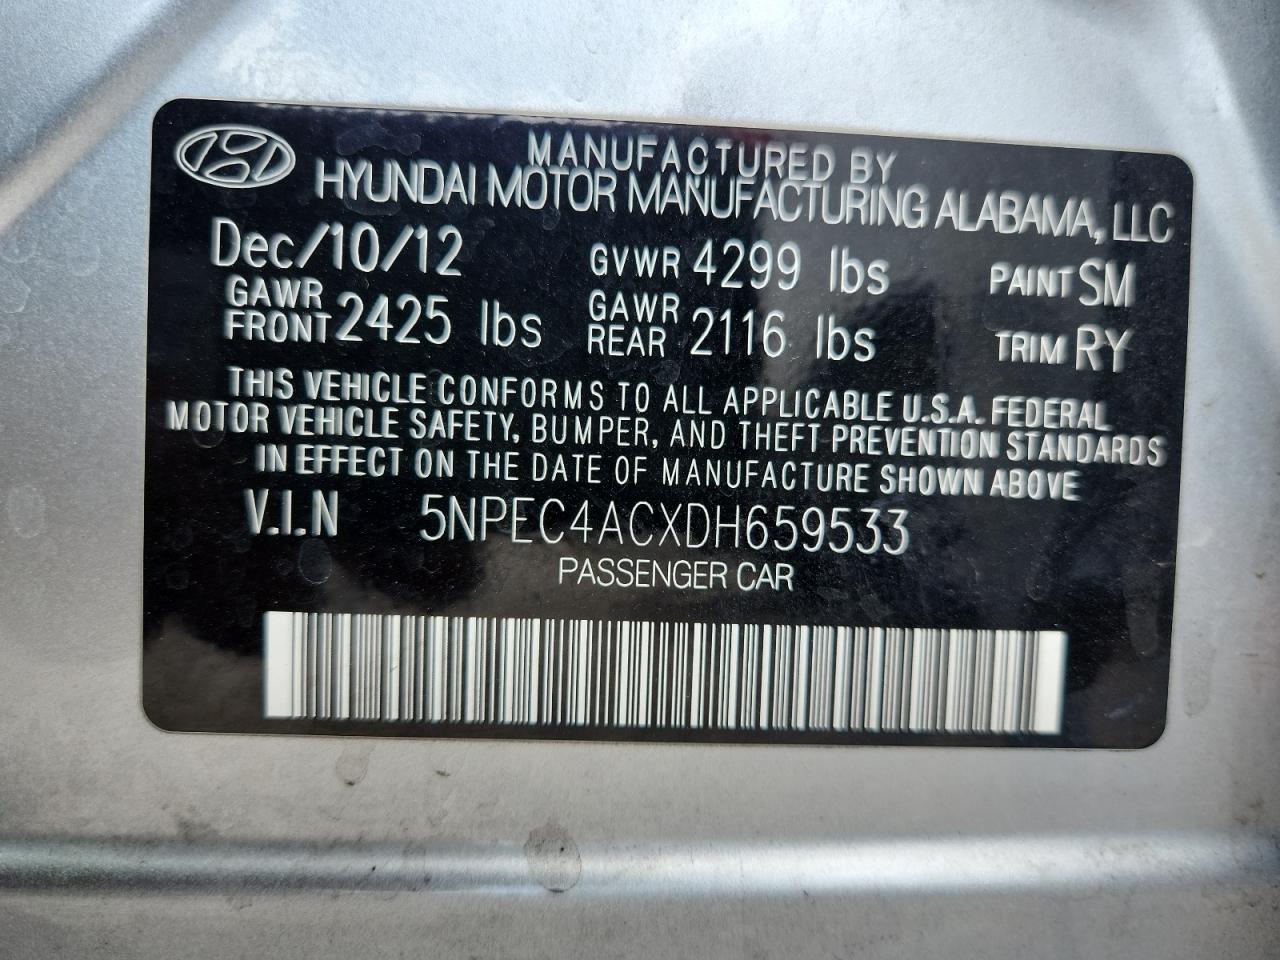 MANUFACTURED BY
HYUNDAI MOTOR MANUFACTURING ALABAMA, LLC
Dec/10/12 GVWR 4299 lbs PAINT SM
GAWR FRONT 2425 lbs GAWR REAR 2116 lbs TRIM RY
THIS VEHICLE CONFORMS TO ALL APPLICABLE U.S.A. FEDERAL
MOTOR VEHICLE SAFETY, BUMPER, AND THEFT PREVENTION STANDARDS
IN EFFECT ON THE DATE OF MANUFACTURE SHOWN ABOVE
V.I.N 5NPEC4ACXDH659533
PASSENGER CAR